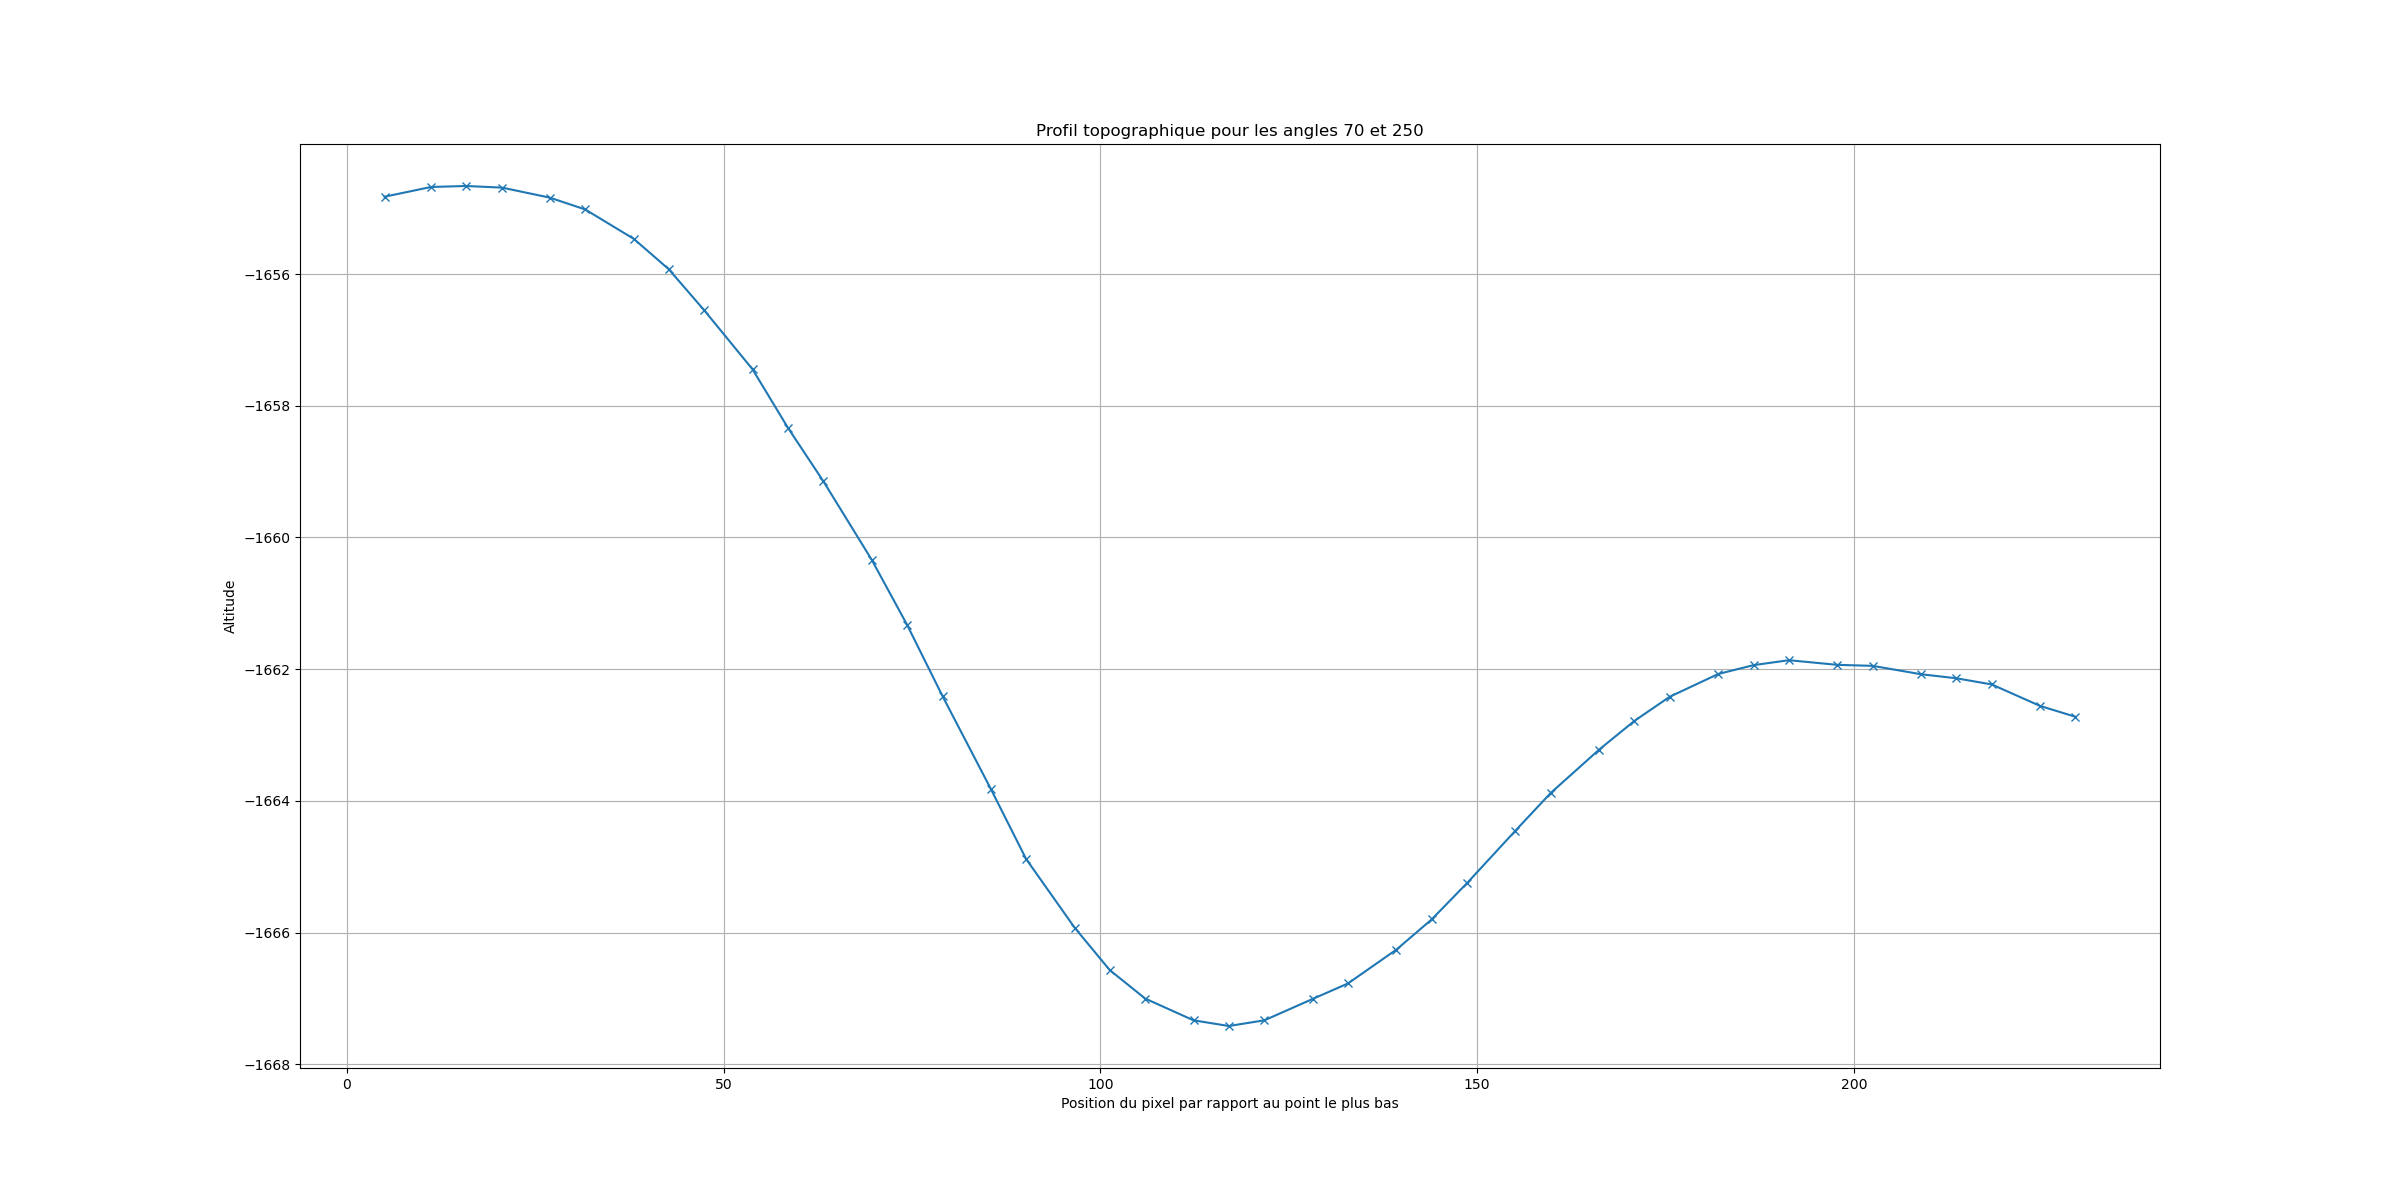 Profil topographique pour les angles 70 et 250
−1656
−1658
−1660
Altitude
−1662
−1664
−1666
−1668
0 50 100 150 200
Position du pixel par rapport au point le plus bas